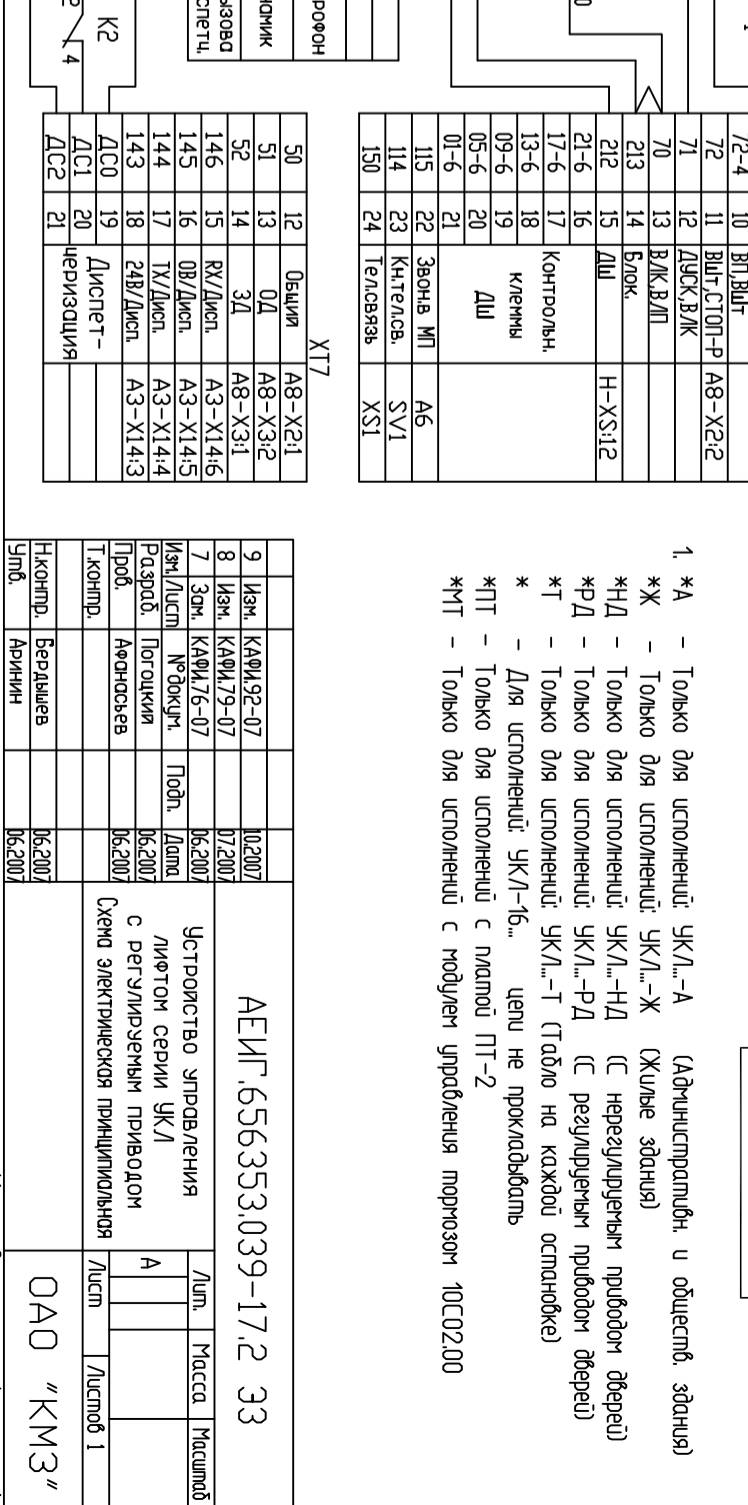 72-4 10 ВП,ВШТ
72 11 ВШТ,СТОП-Р А8-Х2:2
71 12 ДУСК,ВЛК
70 13 ВЛК,ВЛП
213 14 Блок.
212 15 ДШ Н-XS:12
21-6 16
17-6 17 Контрольн.
13-6 18 клеммы
09-6 19 ДШ
05-6 20
01-6 21
115 22 Звон.в МП А6
114 23 Кн.тел.св. SV1
150 24 Тел.связь XS1
ХТ7
50 12 Общий А8-Х2:1
51 13 ОД А8-Х3:2
52 14 ЗД А8-Х3:1
146 15 RX/Дисп. А3-Х14:6
145 16 0В/Дисп. А3-Х14:5
144 17 ТХ/Дисп. А3-Х14:4
143 18 24В/Дисп. А3-Х14:3
ДС0 19 Диспет-
ДС1 20 черизация
ДС2 21
К2
4
1. *А - Только для исполнений: УКЛ...-А (Административн. и обществ. здания)
*Ж - Только для исполнений: УКЛ...-Ж (Жилые здания)
*НД - Только для исполнений: УКЛ...-НД (С нерегулируемым приводом дверей)
*РД - Только для исполнений: УКЛ...-РД (С регулируемым приводом дверей)
*Т - Только для исполнений: УКЛ...-Т (Табло на каждой остановке)
* - Для исполнений: УКЛ-16... цепи не прокладывать
*ПТ - Только для исполнений с платой ПТ-2
*МТ - Только для исполнений с модулем управления тормозом 10С02.00
АЕИГ.656353.039-17.2 Э3
9 Изм. КАФИ.92-07 10.2007
8 Изм. КАФИ.79-07 07.2007
7 Зам. КАФИ.76-07 06.2007
Изм. Лист №докум. Подп. Дата
Разраб. Погоцкий 06.2007
Пров. Афанасьев 06.2007
Т.контр.
Н.контр. Бердышев 06.2007
Утв. Аринин 06.2007
Устройство управления
лифтом серии УКЛ
с регулируемым приводом
Схема электрическая принципиальная
Лит. Масса Масштаб
А
Лист Листов 1
ОАО "КМЗ"